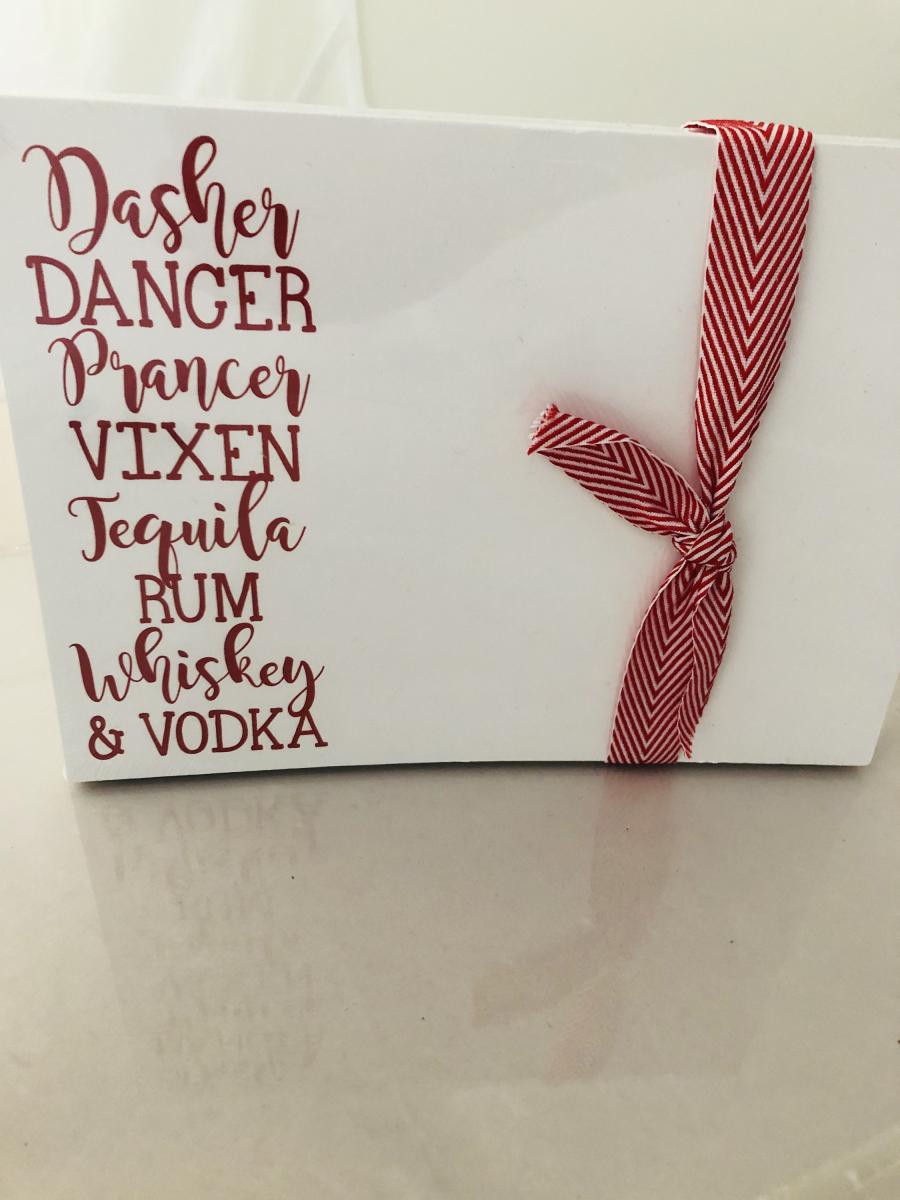 Dasher
DANCER
Prancer
VIXEN
Tequila
RUM
Whiskey
& VODKA